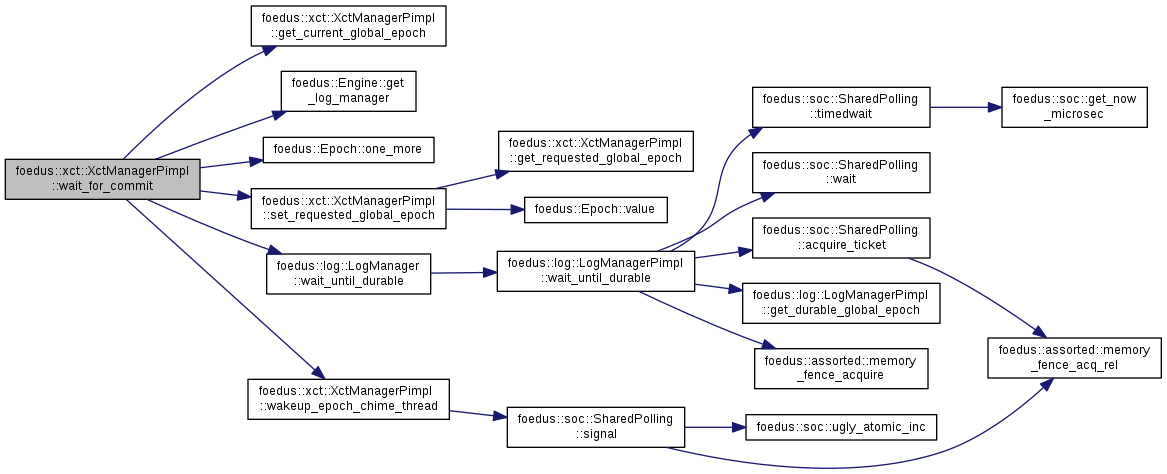 foedus::xct::XctManagerPimpl
::wait_for_commit
foedus::xct::XctManagerPimpl
::get_current_global_epoch
foedus::Engine::get
_log_manager
foedus::Epoch::one_more
foedus::xct::XctManagerPimpl
::set_requested_global_epoch
foedus::log::LogManager
::wait_until_durable
foedus::xct::XctManagerPimpl
::wakeup_epoch_chime_thread
foedus::xct::XctManagerPimpl
::get_requested_global_epoch
foedus::Epoch::value
foedus::log::LogManagerPimpl
::wait_until_durable
foedus::soc::SharedPolling
::signal
foedus::soc::SharedPolling
::timedwait
foedus::soc::SharedPolling
::wait
foedus::soc::SharedPolling
::acquire_ticket
foedus::log::LogManagerPimpl
::get_durable_global_epoch
foedus::assorted::memory
_fence_acquire
foedus::soc::ugly_atomic_inc
foedus::soc::get_now
_microsec
foedus::assorted::memory
_fence_acq_rel